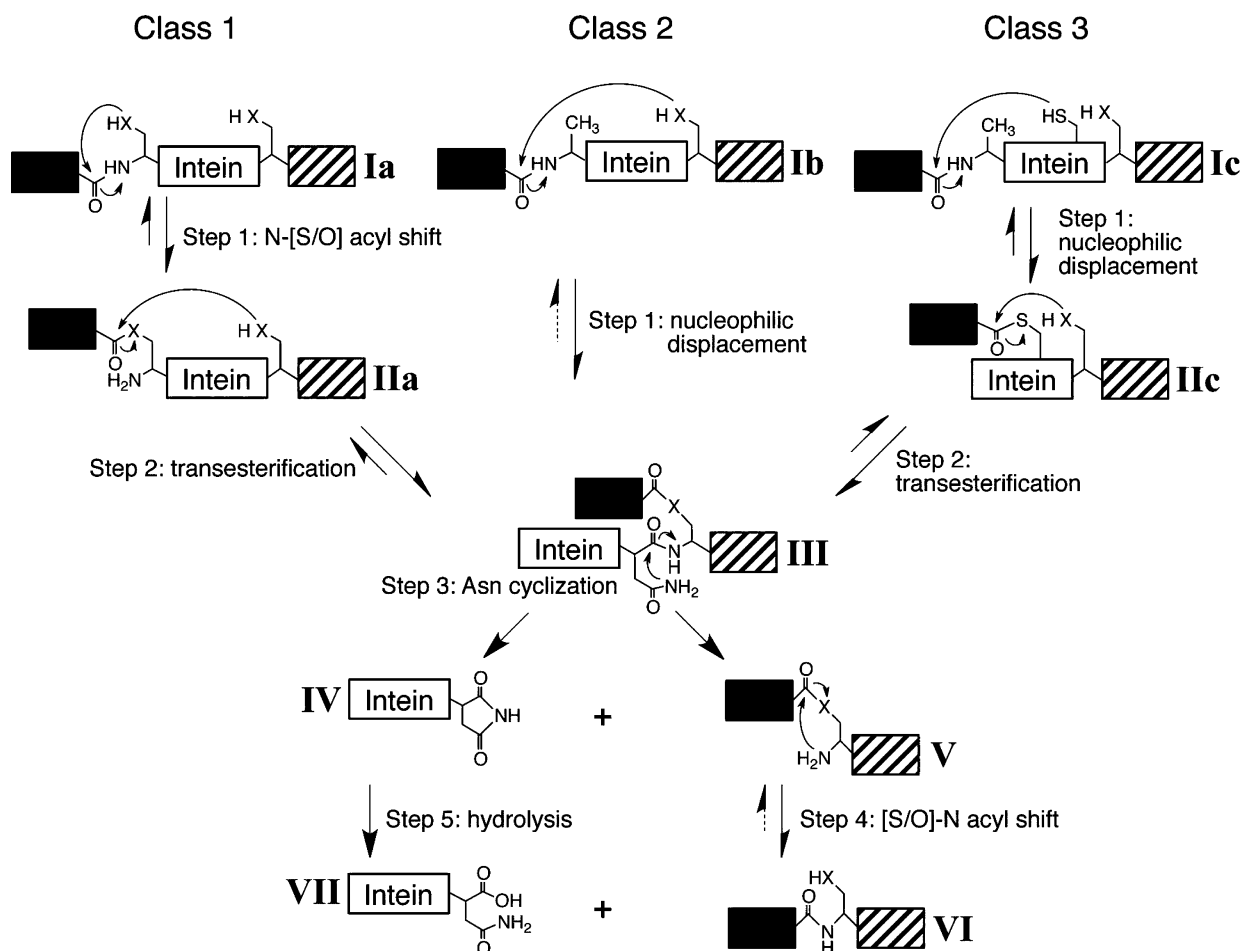 Class 1
Class 2
Class 3
HX
H X
HN
O
Intein
Ia
CH3
H X
HN
O
Intein
Ib
CH3
HS
H X
HN
O
Intein
Ic
Step 1: N-[S/O] acyl shift
Step 1: nucleophilic
displacement
Step 1:
nucleophilic
displacement
X
O
H2N
H X
Intein
IIa
S
O
H X
Intein
IIc
Step 2: transesterification
Step 2:
transesterification
O
X
O
Intein
N
H
III
Step 3: Asn cyclization
NH2
O
IV
Intein
O
NH
O
+
O
X
H2N
V
Step 5: hydrolysis
Step 4: [S/O]-N acyl shift
VII
Intein
O
OH
NH2
O
+
HX
O
N
H
VI